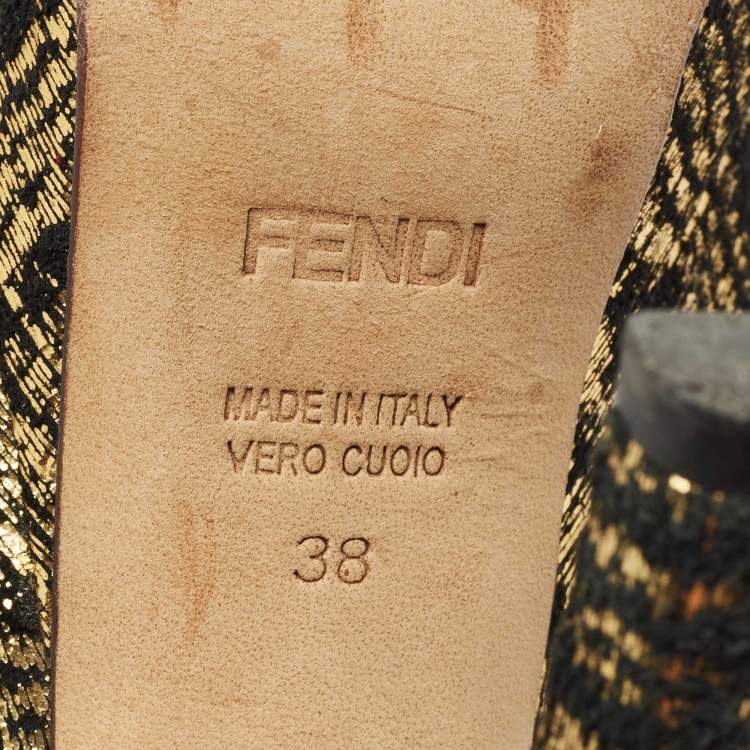 FENDI
MADE IN ITALY
VERO CUOIO
38